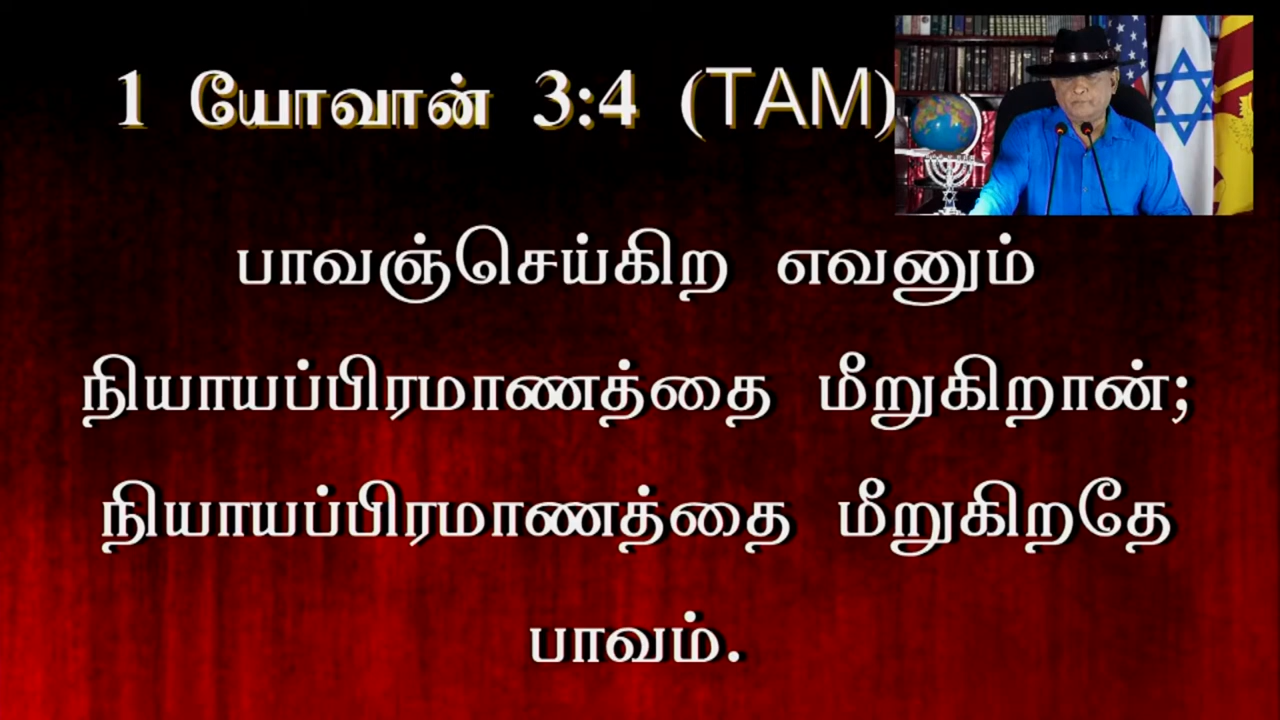 1 யோவான் 3:4 (TAM)
பாவஞ்செய்கிற எவனும்
நியாயப்பிரமாணத்தை மீறுகிறான்;
நியாயப்பிரமாணத்தை மீறுகிறதே
பாவம்.